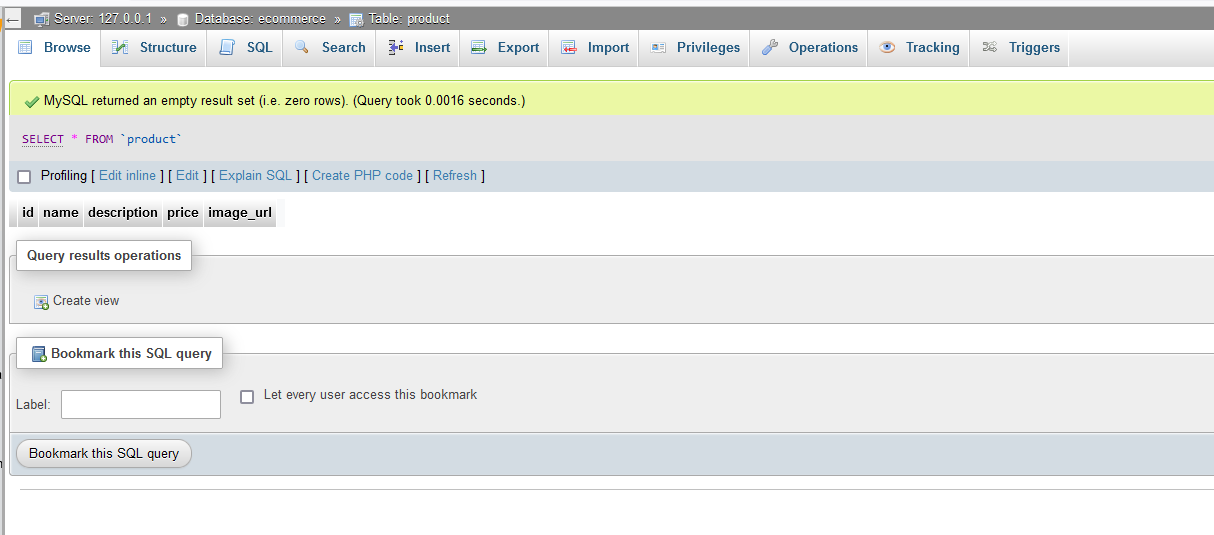 ← Server: 127.0.0.1 » Database: ecommerce » Table: product
Browse Structure SQL Search Insert Export Import Privileges Operations Tracking Triggers
MySQL returned an empty result set (i.e. zero rows). (Query took 0.0016 seconds.)
SELECT * FROM `product`
Profiling [ Edit inline ] [ Edit ] [ Explain SQL ] [ Create PHP code ] [ Refresh ]
id name description price image_url
Query results operations
Create view
Bookmark this SQL query
Label: Let every user access this bookmark
Bookmark this SQL query